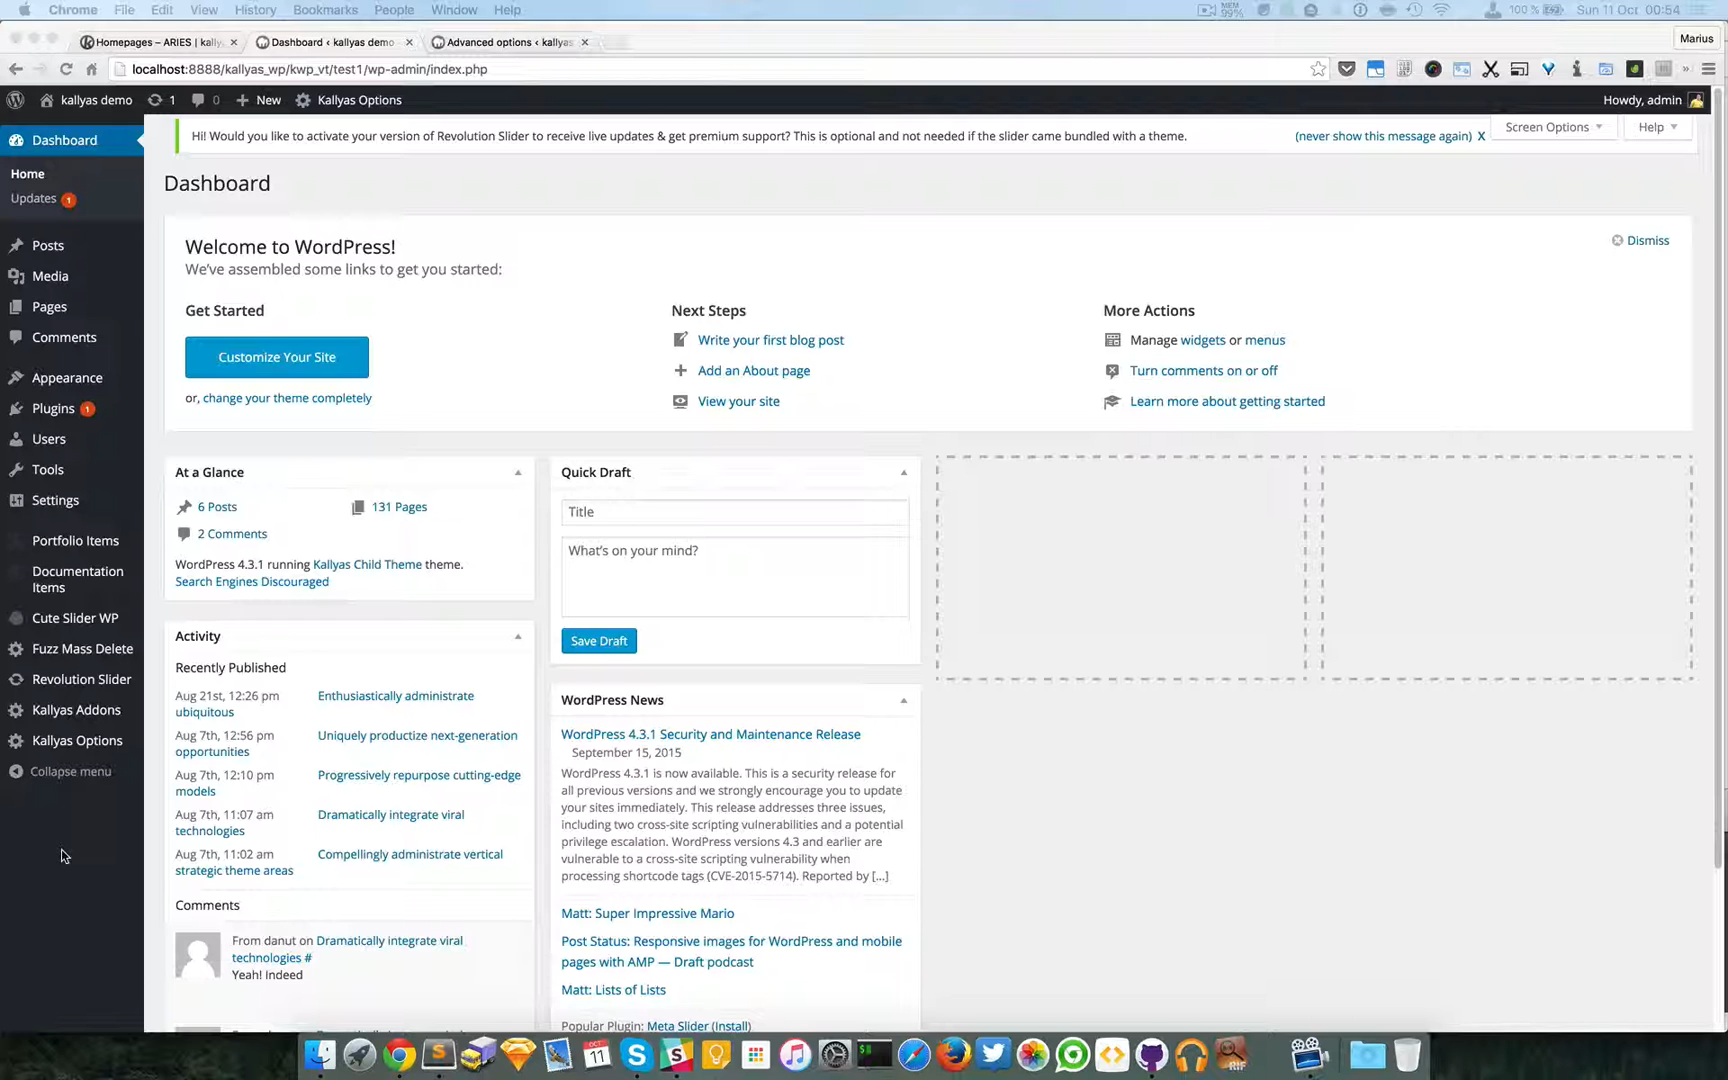 Chrome File Edit View History Bookmarks People Window Help MEM 99% 100% Sun 11 Oct 00:54
Homepages – ARIES | kally Dashboard ‹ kallyas demo Advanced options ‹ kallyas Marius
localhost:8888/kallyas_wp/kwp_vt/test1/wp-admin/index.php
kallyas demo 1 0 New Kallyas Options Howdy, admin
Hi! Would you like to activate your version of Revolution Slider to receive live updates & get premium support? This is optional and not needed if the slider came bundled with a theme. (never show this message again) X
Screen Options Help
Dashboard
Home
Updates 1
Posts
Media
Pages
Comments
Appearance
Plugins 1
Users
Tools
Settings
Portfolio Items
Documentation
Items
Cute Slider WP
Fuzz Mass Delete
Revolution Slider
Kallyas Addons
Kallyas Options
Collapse menu
Dashboard
Welcome to WordPress!
Dismiss
We've assembled some links to get you started:
Get Started
Customize Your Site
or, change your theme completely
Next Steps
Write your first blog post
Add an About page
View your site
More Actions
Manage widgets or menus
Turn comments on or off
Learn more about getting started
At a Glance
6 Posts 131 Pages
2 Comments
WordPress 4.3.1 running Kallyas Child Theme theme.
Search Engines Discouraged
Activity
Recently Published
Aug 21st, 12:26 pm Enthusiastically administrate
ubiquitous
Aug 7th, 12:56 pm Uniquely productize next-generation
opportunities
Aug 7th, 12:10 pm Progressively repurpose cutting-edge
models
Aug 7th, 11:07 am Dramatically integrate viral
technologies
Aug 7th, 11:02 am Compellingly administrate vertical
strategic theme areas
Comments
From danut on Dramatically integrate viral
technologies #
Yeah! Indeed
Quick Draft
Title
What's on your mind?
Save Draft
WordPress News
WordPress 4.3.1 Security and Maintenance Release
September 15, 2015
WordPress 4.3.1 is now available. This is a security release for
all previous versions and we strongly encourage you to update
your sites immediately. This release addresses three issues,
including two cross-site scripting vulnerabilities and a potential
privilege escalation. WordPress versions 4.3 and earlier are
vulnerable to a cross-site scripting vulnerability when
processing shortcode tags (CVE-2015-5714). Reported by [...]
Matt: Super Impressive Mario
Post Status: Responsive images for WordPress and mobile
pages with AMP — Draft podcast
Matt: Lists of Lists
Popular Plugin: Meta Slider (Install)